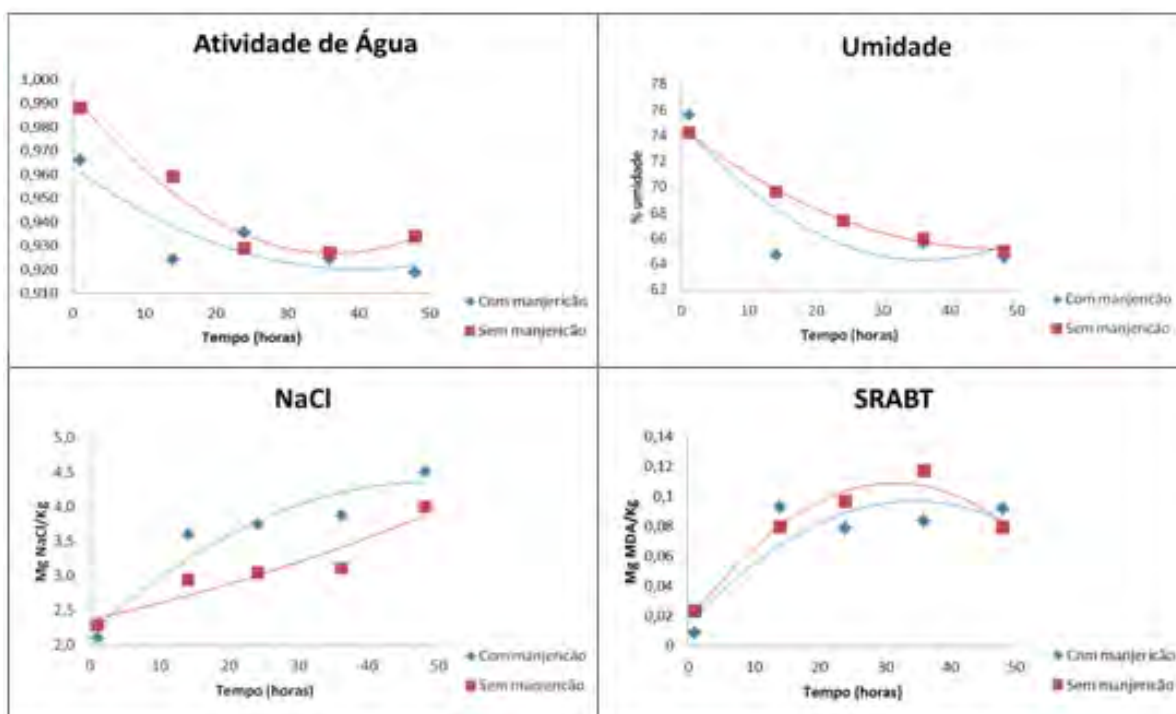 Atividade de Água
1,000
0,990
0,980
0,970
0,960
0,950
0,940
0,930
0,920
0,910
0 10 20 30 40 50
Tempo (horas)
Com manjericão
Sem manjericão
Umidade
% umidade
78
76
74
72
70
68
66
64
62
0 10 20 30 40 50
Tempo (horas)
Com manjericão
Sem manjericão
NaCl
Mg NaCl/Kg
5,0
4,5
4,0
3,5
3,0
2,5
2,0
0 10 20 30 40 50
Tempo (horas)
Com manjericão
Sem manjericão
SRABT
Mg MDA/Kg
0,14
0,12
0,1
0,08
0,06
0,04
0,02
0
0 10 20 30 40 50
Tempo (horas)
Com manjericão
Sem manjericão